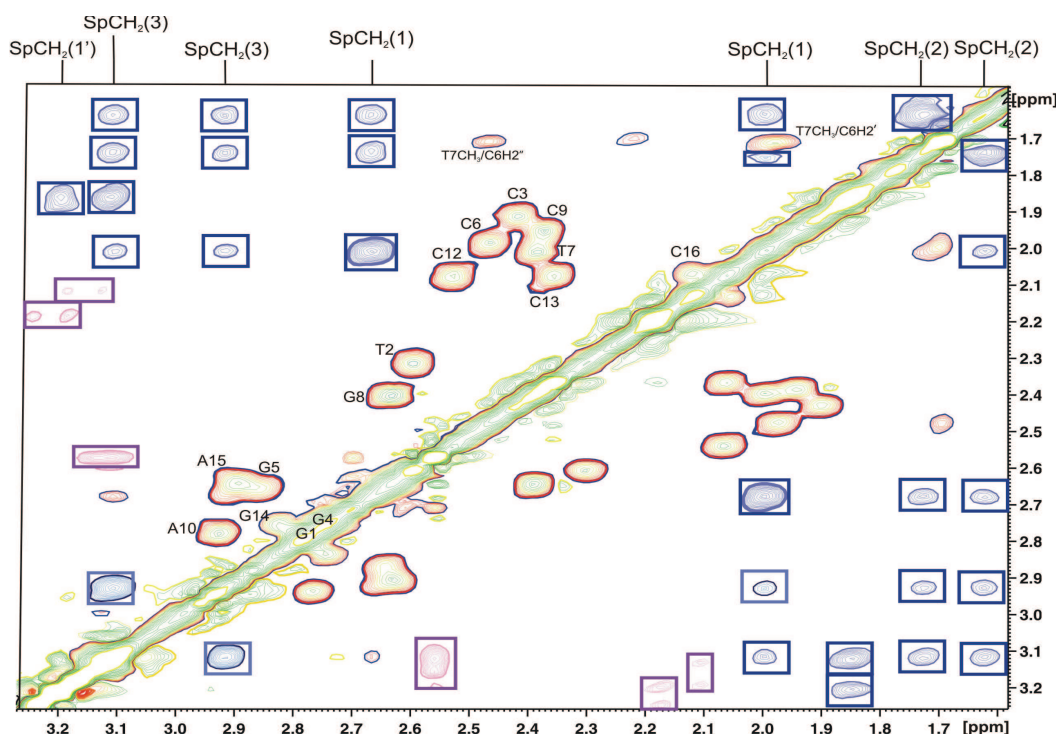 SpCH₂(1') SpCH₂(3) SpCH₂(3) SpCH₂(1) SpCH₂(1) SpCH₂(2) SpCH₂(2)
[ppm]
1.7
T7CH₃/C6H2" T7CH₃/C6H2'
1.8
C3
1.9
C6 C9
2.0
C12 T7 C16
2.1
C13
2.2
T2 2.3
G8 2.4
2.5
A15 G5 2.6
2.7
G14 G4
A10 G1 2.8
2.9
3.0
3.1
3.2
3.2 3.1 3.0 2.9 2.8 2.7 2.6 2.5 2.4 2.3 2.2 2.1 2.0 1.9 1.8 1.7 [ppm]